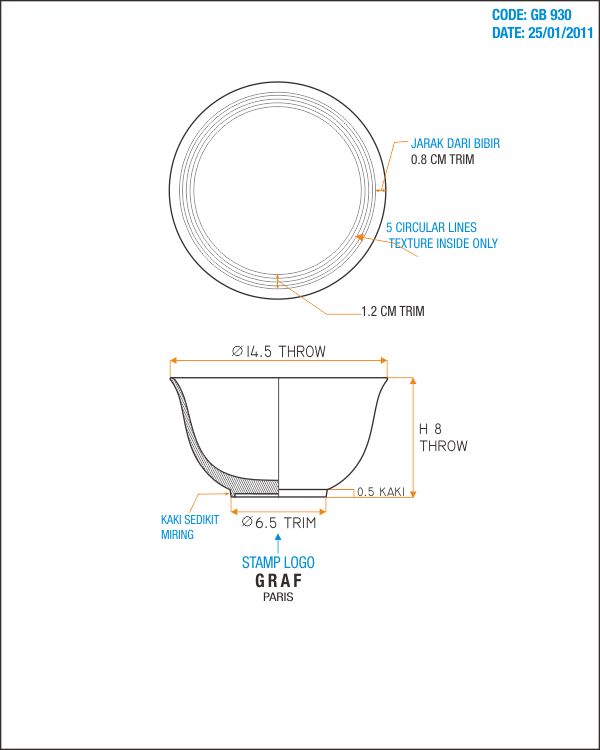 CODE: GB 930
DATE: 25/01/2011
JARAK DARI BIBIR
0.8 CM TRIM
5 CIRCULAR LINES
TEXTURE INSIDE ONLY
1.2 CM TRIM
∅14.5 THROW
H 8
THROW
0.5 KAKI
KAKI SEDIKIT
MIRING
∅6.5 TRIM
STAMP LOGO
GRAF
PARIS